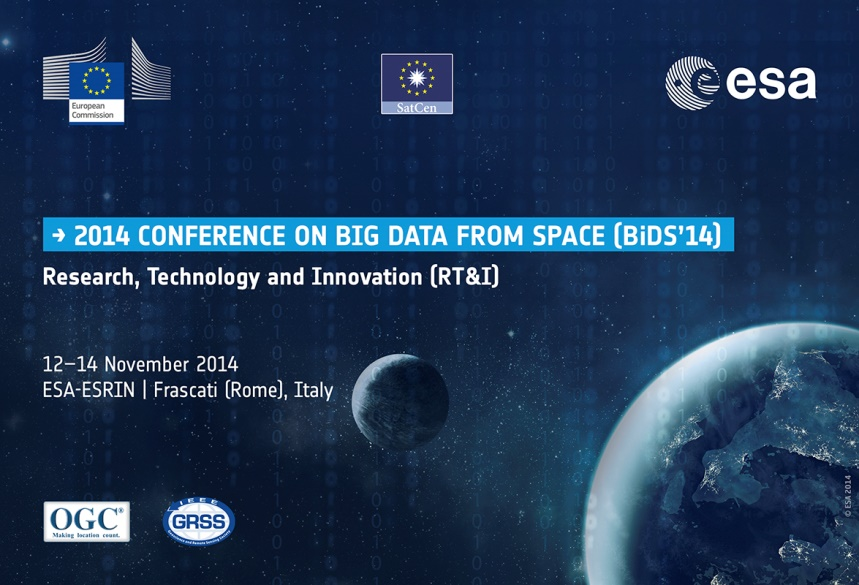 European
Commission
SatCen
esa
→ 2014 CONFERENCE ON BIG DATA FROM SPACE (BiDS'14)
Research, Technology and Innovation (RT&I)
12–14 November 2014
ESA-ESRIN | Frascati (Rome), Italy
OGC®
Making location count.
IEEE
GRSS
© ESA 2014